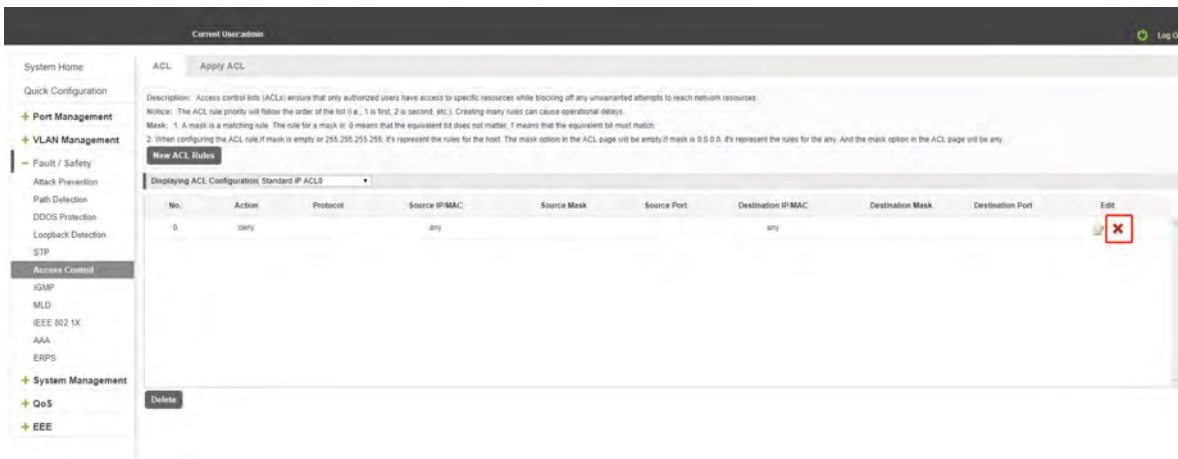 Current User:admin
Log O
System Home
Quick Configuration
Port Management
VLAN Management
Fault / Safety
Attack Prevention
Path Detection
DDOS Protection
Loopback Detection
STP
Access Control
IGMP
MLD
IEEE 802.1X
AAA
ERPS
System Management
QoS
EEE
ACL Apply ACL
Description: Access control lists (ACLs) ensure that only authorized users have access to specific resources while blocking off any unwarranted attempts to reach network resources.
Notice: The ACL rule priority will follow the order of the list (i.e., 1 is first, 2 is second, etc.). Creating many rules can cause operational delays.
Mask: 1. A mask is a matching rule. The rule for a mask is: 0 means that the equivalent bit does not matter, 1 means that the equivalent bit must match.
2. When configuring the ACL rule,if mask is empty or 255.255.255.255, it's represent the rules for the host. The mask option in the ACL page will be empty.If mask is 0.0.0.0, it's represent the rules for the any. And the mask option in the ACL page will be any.
New ACL Rules
Displaying ACL Configuration Standard IP ACL0
No. Action Protocol Source IP/MAC Source Mask Source Port Destination IP/MAC Destination Mask Destination Port Edit
0 Deny any any
Delete